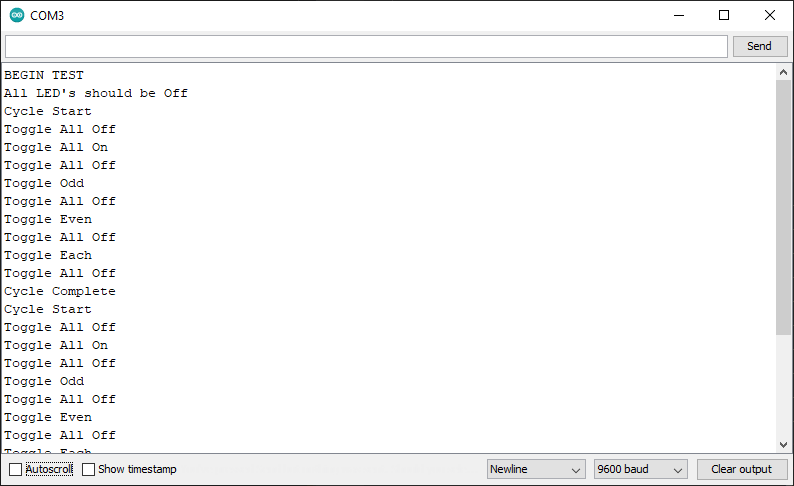 COM3
Send
BEGIN TEST
All LED's should be Off
Cycle Start
Toggle All Off
Toggle All On
Toggle All Off
Toggle Odd
Toggle All Off
Toggle Even
Toggle All Off
Toggle Each
Toggle All Off
Cycle Complete
Cycle Start
Toggle All Off
Toggle All On
Toggle All Off
Toggle Odd
Toggle All Off
Toggle Even
Toggle All Off
Toggle Each
Autoscroll Show timestamp Newline 9600 baud Clear output